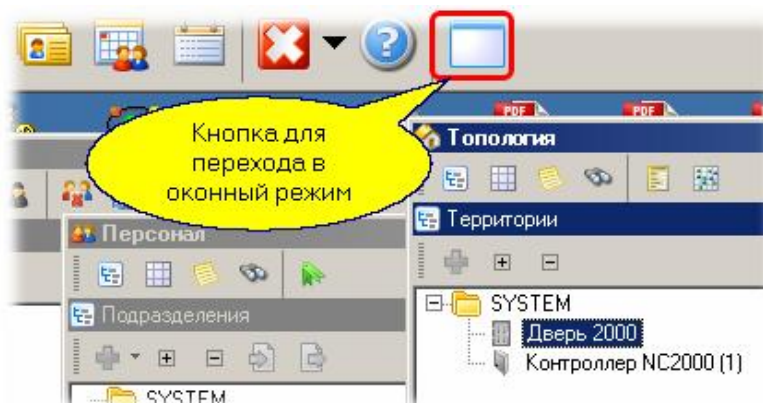 PDF
PDF
Кнопка для
перехода в
оконный режим
Топология
Территории
SYSTEM
Дверь 2000
Контроллер NC2000 (1)
Персонал
Подразделения
SYSTEM